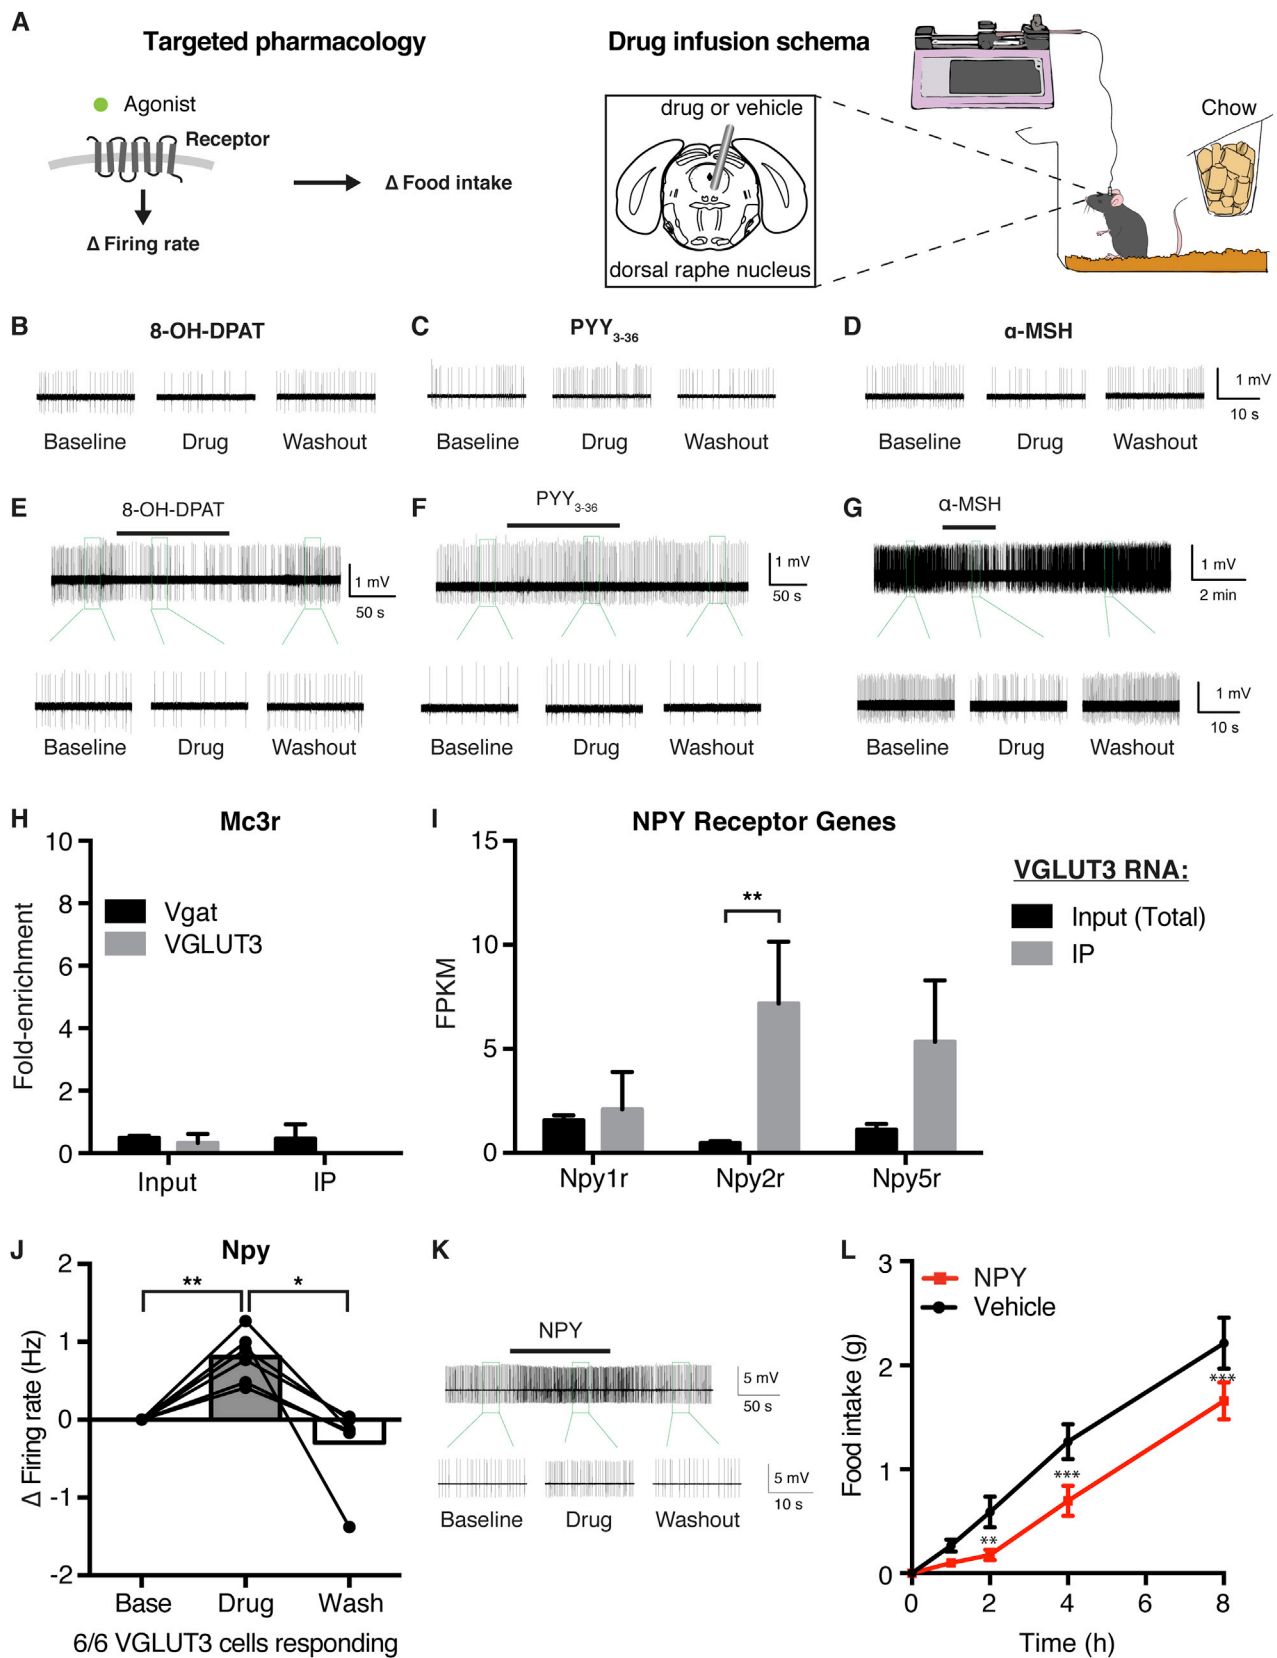 A
Targeted pharmacology
Drug infusion schema
Agonist
Receptor
Δ Food intake
Δ Firing rate
drug or vehicle
dorsal raphe nucleus
Chow
B
8-OH-DPAT
Baseline
Drug
Washout
C
PYY3-36
Baseline
Drug
Washout
D
α-MSH
1 mV
10 s
Baseline
Drug
Washout
E
8-OH-DPAT
1 mV
50 s
Baseline
Drug
Washout
F
PYY3-36
1 mV
50 s
Baseline
Drug
Washout
G
α-MSH
1 mV
2 min
1 mV
10 s
Baseline
Drug
Washout
H
Mc3r
Fold-enrichment
10
8
6
4
2
0
Vgat
VGLUT3
Input
IP
I
NPY Receptor Genes
FPKM
15
10
5
0
**
Npy1r
Npy2r
Npy5r
VGLUT3 RNA:
Input (Total)
IP
J
Npy
Δ Firing rate (Hz)
2
1
0
-1
-2
**
*
Base
Drug
Wash
6/6 VGLUT3 cells responding
K
NPY
5 mV
50 s
5 mV
10 s
Baseline
Drug
Washout
L
NPY
Vehicle
Food intake (g)
3
2
1
0
**
***
***
0
2
4
6
8
Time (h)